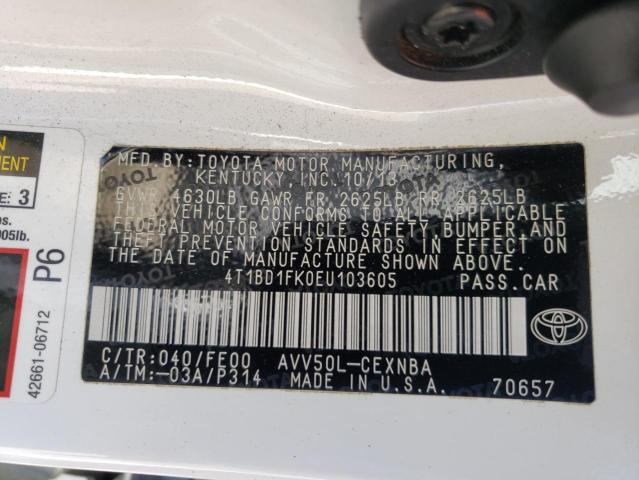 MFD. BY: TOYOTA MOTOR MANUFACTURING,
KENTUCKY, INC. 10/13
GVWR 4630LB GAWR FR 2625LB RR 2625LB
THIS VEHICLE CONFORMS TO ALL APPLICABLE
FEDERAL MOTOR VEHICLE SAFETY, BUMPER, AND
THEFT PREVENTION STANDARDS IN EFFECT ON
THE DATE OF MANUFACTURE SHOWN ABOVE.
4T1BD1FK0EU103605 PASS.CAR
C/TR: 040/FE00 AVV50L-CEXNBA
A/TM:-03A/P314 MADE IN U.S.A. 70657
3
P6
42661-06712